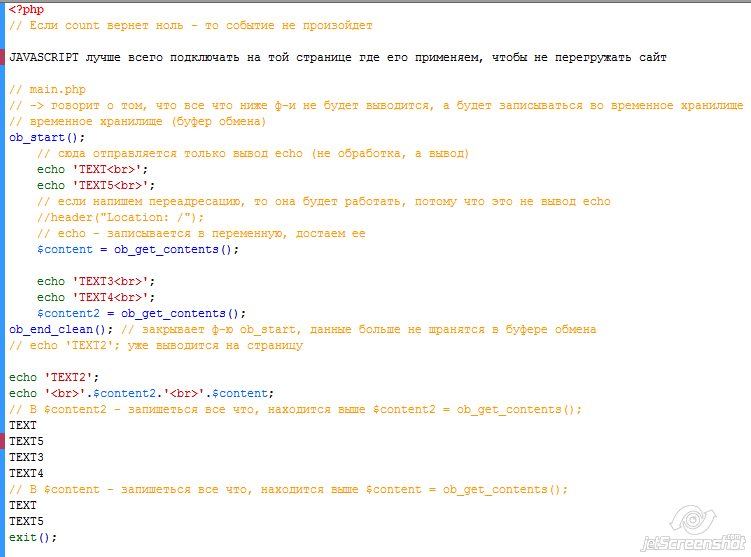 <?php
// Если count вернет ноль - то событие не произойдет
JAVASCRIPT лучше всего подключать на той странице где его применяем, чтобы не перегружать сайт
// main.php
// -> говорит о том, что все что ниже ф-и не будет выводится, а будет записываться во временное хранилище
// временное хранилище (буфер обмена)
ob_start();
// сюда отправляется только вывод echo (не обработка, а вывод)
echo 'TEXT<br>';
echo 'TEXT5<br>';
// если напишем переадресацию, то она будет работать, потому что это не вывод echo
//header("Location: /");
// echo - записывается в переменную, достаем ее
$content = ob_get_contents();
echo 'TEXT3<br>';
echo 'TEXT4<br>';
$content2 = ob_get_contents();
ob_end_clean(); // закрывает ф-ю ob_start, данные больше не щранятся в буфере обмена
// echo 'TEXT2'; уже выводится на страницу
echo 'TEXT2';
echo '<br>'.$content2.'<br>'.$content;
// В $content2 - запишеться все что, находится выше $content2 = ob_get_contents();
TEXT
TEXT5
TEXT3
TEXT4
// В $content - запишеться все что, находится выше $content = ob_get_contents();
TEXT
TEXT5
exit();
jetScreenshot